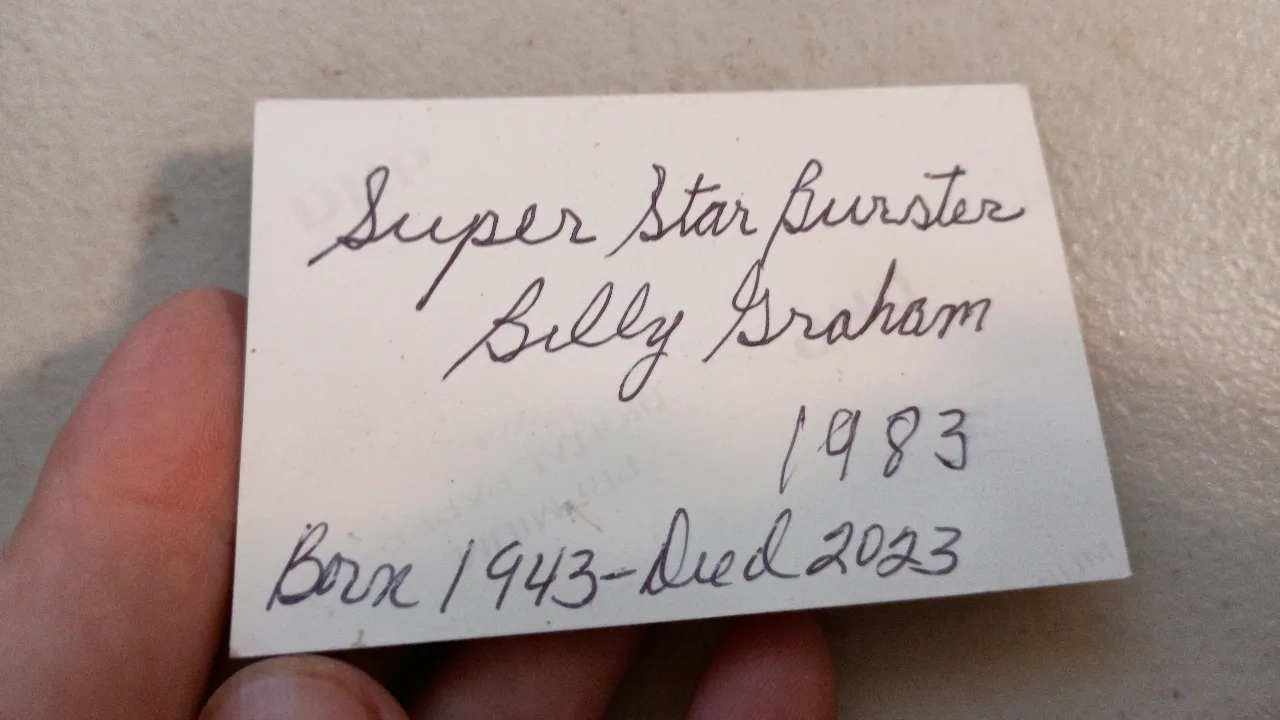 Super Star Burster
Billy Graham
1983
Born 1943-Died 2023